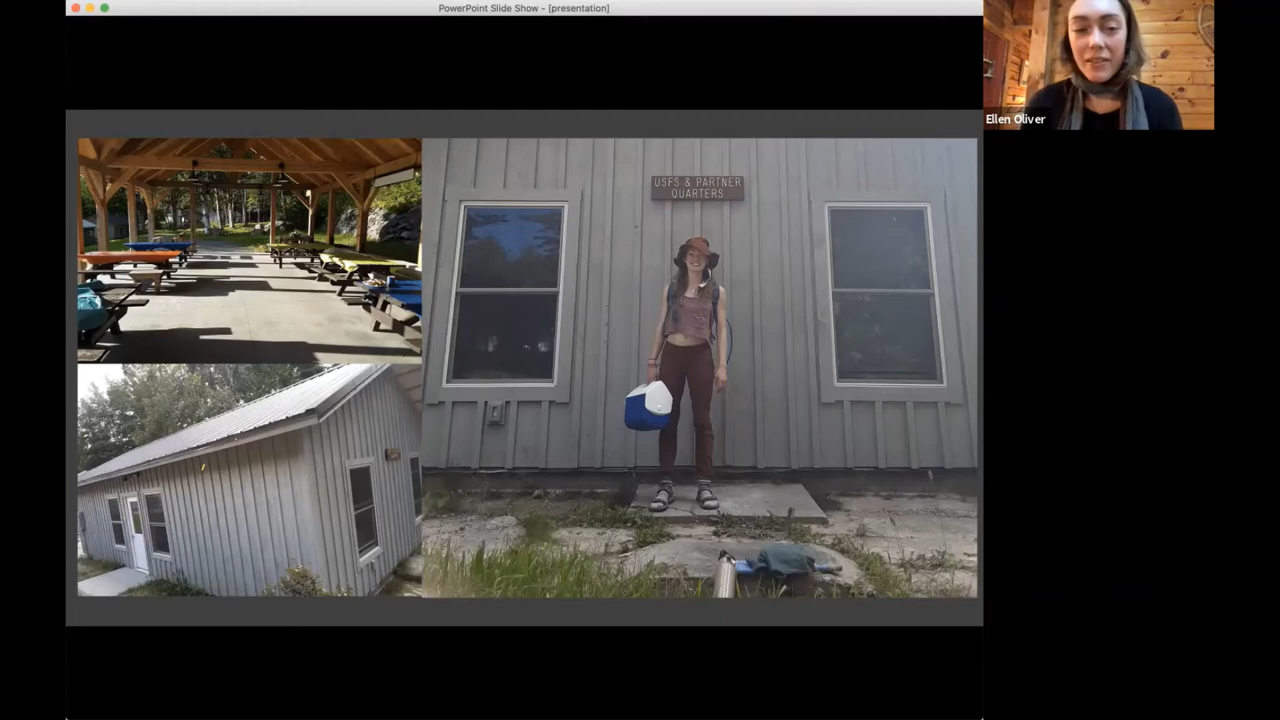 PowerPoint Slide Show - [presentation]
Ellen Oliver
USFS & PARTNER
QUARTERS